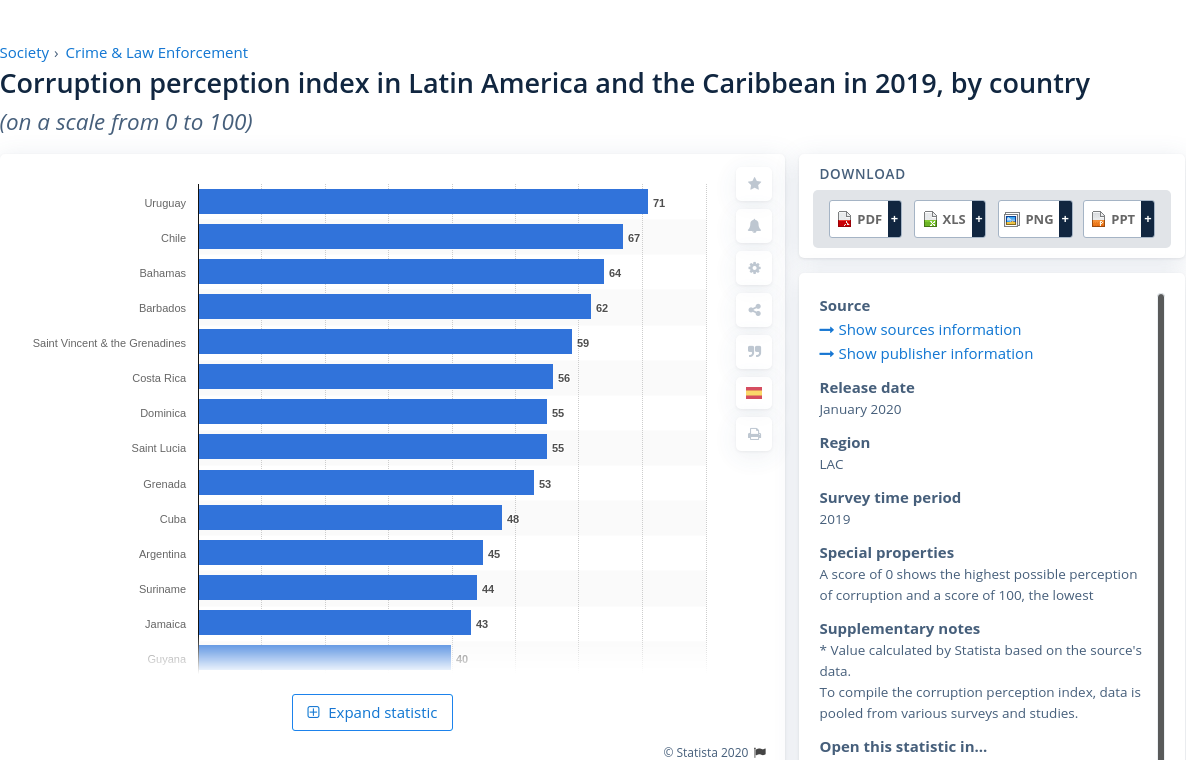 Society › Crime & Law Enforcement
Corruption perception index in Latin America and the Caribbean in 2019, by country
(on a scale from 0 to 100)
Uruguay 71
Chile 67
Bahamas 64
Barbados 62
Saint Vincent & the Grenadines 59
Costa Rica 56
Dominica 55
Saint Lucia 55
Grenada 53
Cuba 48
Argentina 45
Suriname 44
Jamaica 43
Guyana 40
Expand statistic
© Statista 2020
DOWNLOAD
PDF + XLS + PNG + PPT +
Source
Show sources information
Show publisher information
Release date
January 2020
Region
LAC
Survey time period
2019
Special properties
A score of 0 shows the highest possible perception
of corruption and a score of 100, the lowest
Supplementary notes
* Value calculated by Statista based on the source's
data.
To compile the corruption perception index, data is
pooled from various surveys and studies.
Open this statistic in...